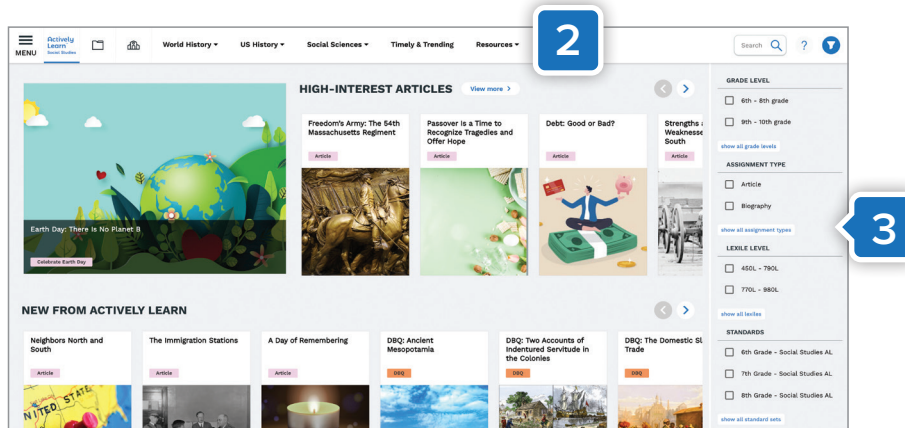 2
MENU
Actively
Learn
Social Studies
World History
US History
Social Sciences
Timely & Trending
Resources
Search
?
HIGH-INTEREST ARTICLES
View more >
Freedom's Army: The 54th
Massachusetts Regiment
Article
Passover Is a Time to
Recognize Tragedies and
Offer Hope
Debt: Good or Bad?
Article
Strengths a
Weaknesse
South
Article
Earth Day: There Is No Planet B
Celebrate Earth Day
GRADE LEVEL
6th - 8th grade
9th - 10th grade
show all grade levels
ASSIGNMENT TYPE
Article
Biography
show all assignment types
3
LEXILE LEVEL
450L - 790L
770L - 980L
show all lexiles
STANDARDS
6th Grade - Social Studies AL
7th Grade - Social Studies AL
8th Grade - Social Studies AL
show all standard sets
NEW FROM ACTIVELY LEARN
Neighbors North and
South
Article
The Immigration Stations
Article
A Day of Remembering
Article
DBQ: Ancient
Mesopotamia
DBQ
DBQ: Two Accounts of
Indentured Servitude in
the Colonies
DBQ
DBQ: The Domestic Sl
Trade
DBQ
NITED STATE